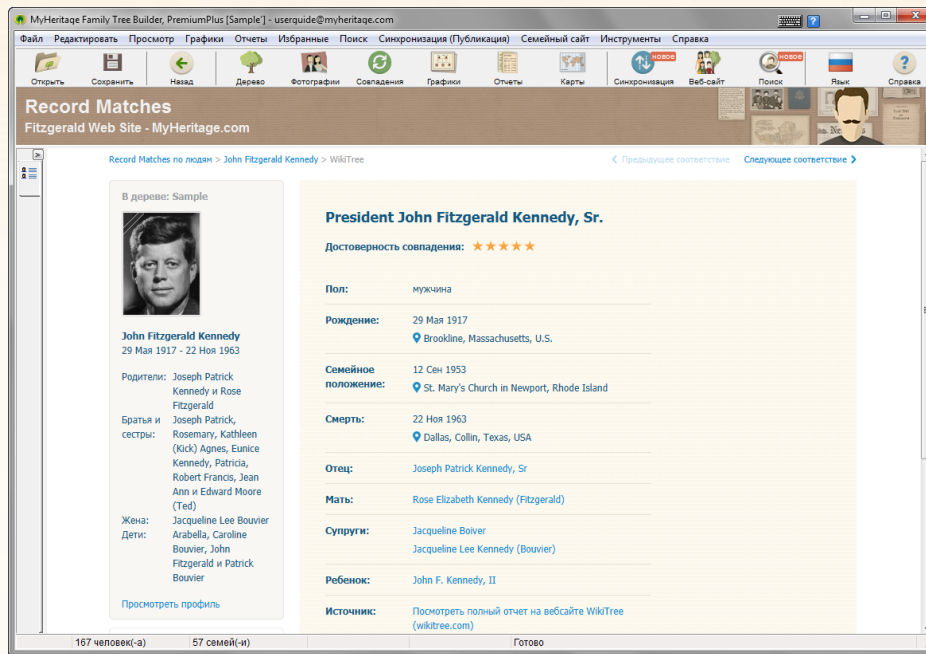 MyHeritage Family Tree Builder, PremiumPlus [Sample'] - userguide@myheritage.com
Файл Редактировать Просмотр Графики Отчеты Избранные Поиск Синхронизация (Публикация) Семейный сайт Инструменты Справка
НОВОЕ НОВОЕ
Открыть Сохранить Назад Дерево Фотографии Совпадения Графики Отчеты Карты Синхронизация Веб-сайт Поиск Язык Справка
Record Matches
Fitzgerald Web Site - MyHeritage.com
Record Matches по людям > John Fitzgerald Kennedy > WikiTree
Предыдущее соответствие Следующее соответствие
В дереве: Sample
John Fitzgerald Kennedy
29 Мая 1917 - 22 Ноя 1963
Родители: Joseph Patrick
Kennedy и Rose
Fitzgerald
Братья и Joseph Patrick,
сестры: Rosemary, Kathleen
(Kick) Agnes, Eunice
Kennedy, Patricia,
Robert Francis, Jean
Ann и Edward Moore
(Ted)
Жена: Jacqueline Lee Bouvier
Дети: Arabella, Caroline
Bouvier, John
Fitzgerald и Patrick
Bouvier
Просмотреть профиль
President John Fitzgerald Kennedy, Sr.
Достоверность совпадения:
Пол: мужчина
Рождение: 29 Мая 1917
Brookline, Massachusetts, U.S.
Семейное 12 Сен 1953
положение: St. Mary's Church in Newport, Rhode Island
Смерть: 22 Ноя 1963
Dallas, Collin, Texas, USA
Отец: Joseph Patrick Kennedy, Sr
Мать: Rose Elizabeth Kennedy (Fitzgerald)
Супруги: Jacqueline Boiver
Jacqueline Lee Kennedy (Bouvier)
Ребенок: John F. Kennedy, II
Источник: Посмотреть полный отчет на вебсайте WikiTree
(wikitree.com)
167 человек(-а) 57 семей(-и) Готово